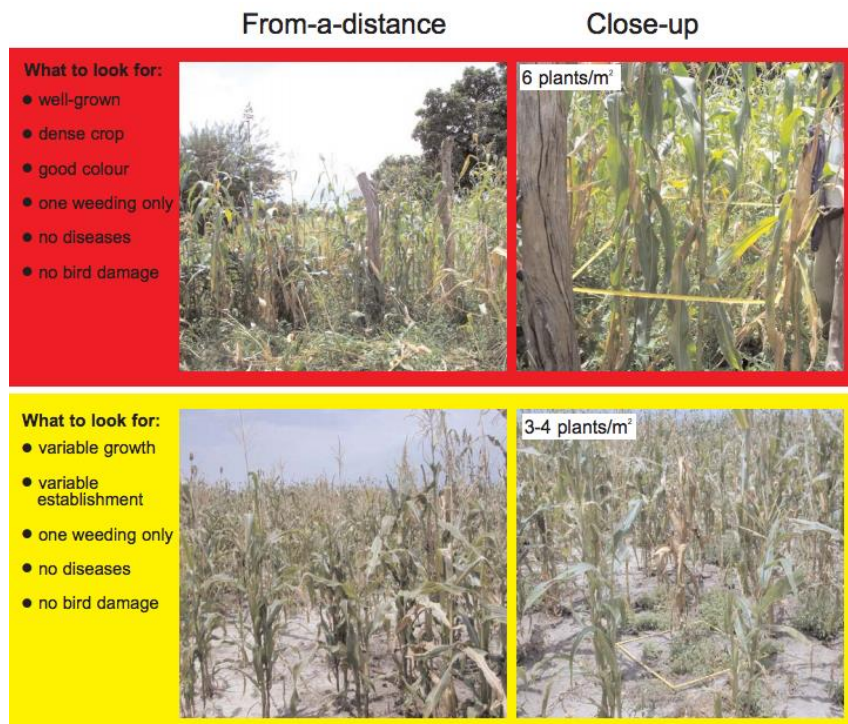 From-a-distance
Close-up
What to look for:
● well-grown
● dense crop
● good colour
● one weeding only
● no diseases
● no bird damage
6 plants/m²
What to look for:
● variable growth
● variable
establishment
● one weeding only
● no diseases
● no bird damage
3-4 plants/m²